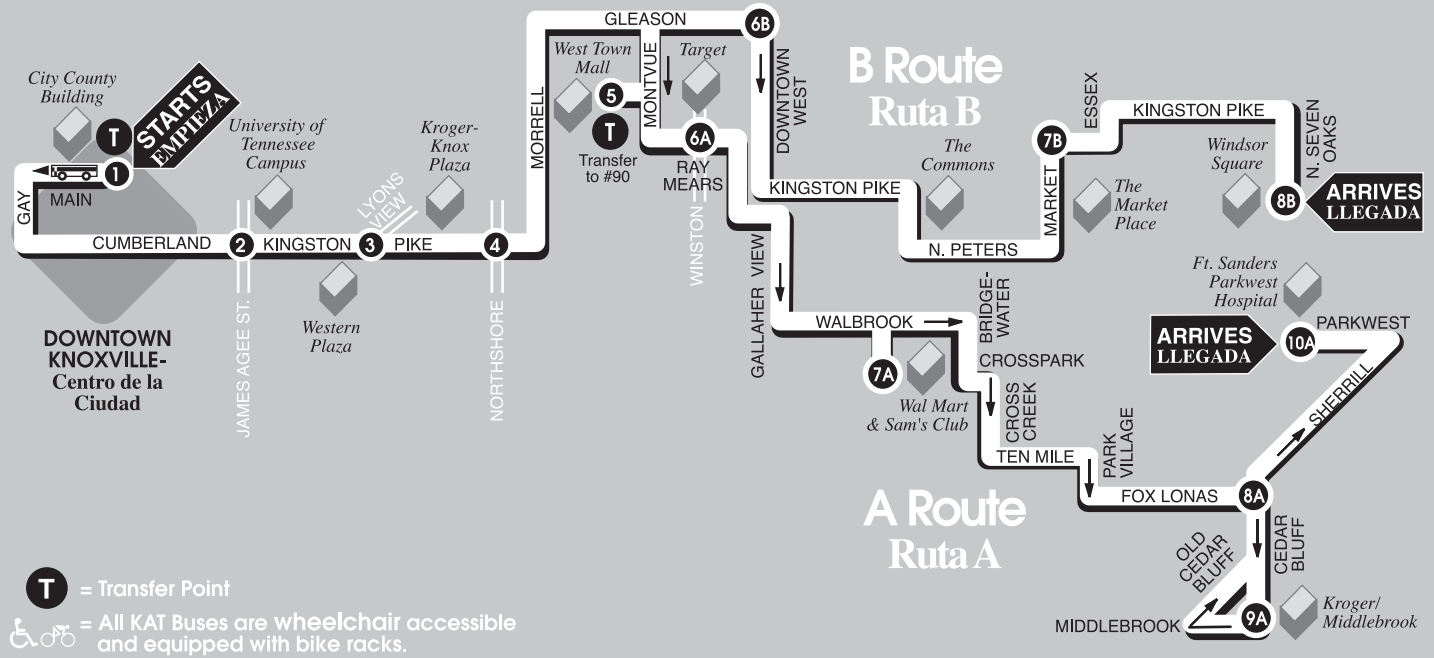 City County
Building
T
STARTS
EMPIEZA
1
MAIN
GAY
CUMBERLAND
University of
Tennessee
Campus
2
KINGSTON
3
PIKE
LYONS
VIEW
Kroger-
Knox
Plaza
4
Western
Plaza
JAMES AGEE ST.
NORTHSHORE
DOWNTOWN
KNOXVILLE-
Centro de la
Ciudad
MORRELL
GLEASON
West Town
Mall
5
T
Transfer
to #90
MONTVUE
Target
6A
RAY
MEARS
WINSTON
6B
DOWNTOWN
WEST
B Route
Ruta B
KINGSTON PIKE
The
Commons
N. PETERS
MARKET
7B
ESSEX
The
Market
Place
KINGSTON PIKE
Windsor
Square
N. SEVEN
OAKS
8B
ARRIVES
LLEGADA
GALLAHER VIEW
WALBROOK
7A
Wal Mart
& Sam's Club
BRIDGE-
WATER
CROSSPARK
CROSS
CREEK
TEN MILE
PARK
VILLAGE
FOX LONAS
8A
A Route
Ruta A
Ft. Sanders
Parkwest
Hospital
ARRIVES
LLEGADA
10A
PARKWEST
SHERRILL
CEDAR
BLUFF
OLD
CEDAR
BLUFF
MIDDLEBROOK
9A
Kroger/
Middlebrook
T = Transfer Point
= All KAT Buses are wheelchair accessible
and equipped with bike racks.